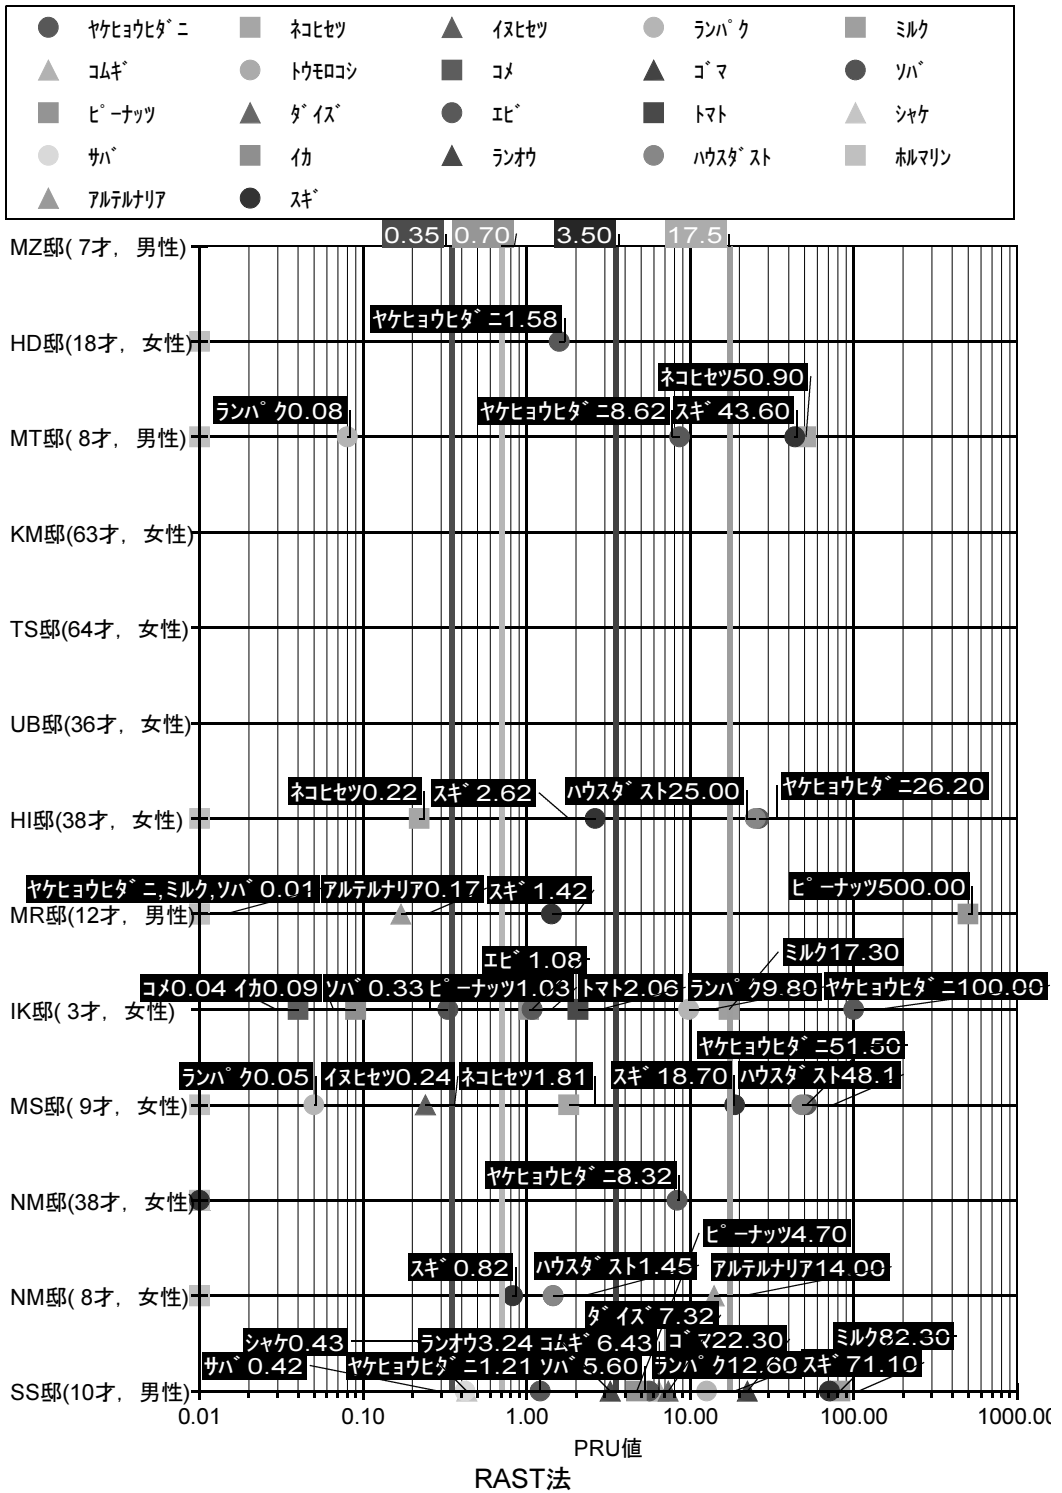 ﾔｹﾋｮｳﾋﾀﾞﾆ ﾈｺﾋｾﾂ ｲﾇﾋｾﾂ ﾗﾝﾊﾟｸ ﾐﾙｸ
ｺﾑｷﾞ ﾄｳﾓﾛｺｼ ｺﾒ ｺﾞﾏ ｿﾊﾞ
ﾋﾟｰﾅｯﾂ ﾀﾞｲｽﾞ ｴﾋﾞ ﾄﾏﾄ ｼｬｹ
ｻﾊﾞ ｲｶ ﾗﾝｵｳ ﾊｳｽﾀﾞｽﾄ ﾎﾙﾏﾘﾝ
ｱﾙﾃﾙﾅﾘｱ ｽｷﾞ
0.35 0.70 3.50 17.5
MZ邸( 7才, 男性)
ﾔｹﾋｮｳﾋﾀﾞﾆ1.58
HD邸(18才, 女性)
ﾈｺﾋｾﾂ50.90
ﾗﾝﾊﾟｸ0.08 ﾔｹﾋｮｳﾋﾀﾞﾆ8.62 ｽｷﾞ43.60
MT邸( 8才, 男性)
KM邸(63才, 女性)
TS邸(64才, 女性)
UB邸(36才, 女性)
ﾈｺﾋｾﾂ0.22 ｽｷﾞ2.62 ﾊｳｽﾀﾞｽﾄ25.00 ﾔｹﾋｮｳﾋﾀﾞﾆ26.20
HI邸(38才, 女性)
ﾔｹﾋｮｳﾋﾀﾞﾆ,ﾐﾙｸ,ｿﾊﾞ0.01 ｱﾙﾃﾙﾅﾘｱ0.17 ｽｷﾞ1.42 ﾋﾟｰﾅｯﾂ500.00
MR邸(12才, 男性)
ｴﾋﾞ1.08 ﾐﾙｸ17.30
ｺﾒ0.04 ｲｶ0.09 ｿﾊﾞ0.33 ﾋﾟｰﾅｯﾂ1.03 ﾄﾏﾄ2.06 ﾗﾝﾊﾟｸ9.80 ﾔｹﾋｮｳﾋﾀﾞﾆ100.00
IK邸( 3才, 女性)
ﾔｹﾋｮｳﾋﾀﾞﾆ51.50
ﾗﾝﾊﾟｸ0.05 ｲﾇﾋｾﾂ0.24 ﾈｺﾋｾﾂ1.81 ｽｷﾞ18.70 ﾊｳｽﾀﾞｽﾄ48.1
MS邸( 9才, 女性)
ﾔｹﾋｮｳﾋﾀﾞﾆ8.32
NM邸(38才, 女性)
ﾋﾟｰﾅｯﾂ4.70
ｽｷﾞ0.82 ﾊｳｽﾀﾞｽﾄ1.45 ｱﾙﾃﾙﾅﾘｱ14.00
NM邸( 8才, 女性)
ﾀﾞｲｽﾞ7.32
ｼｬｹ0.43 ﾗﾝｵｳ3.24 ｺﾑｷﾞ6.43 ｺﾞﾏ22.30 ﾐﾙｸ82.30
ｻﾊﾞ0.42 ﾔｹﾋｮｳﾋﾀﾞﾆ1.21 ｿﾊﾞ5.60 ﾗﾝﾊﾟｸ12.60 ｽｷﾞ71.10
SS邸(10才, 男性)
0.01 0.10 1.00 10.00 100.00 1000.00
PRU値
RAST法